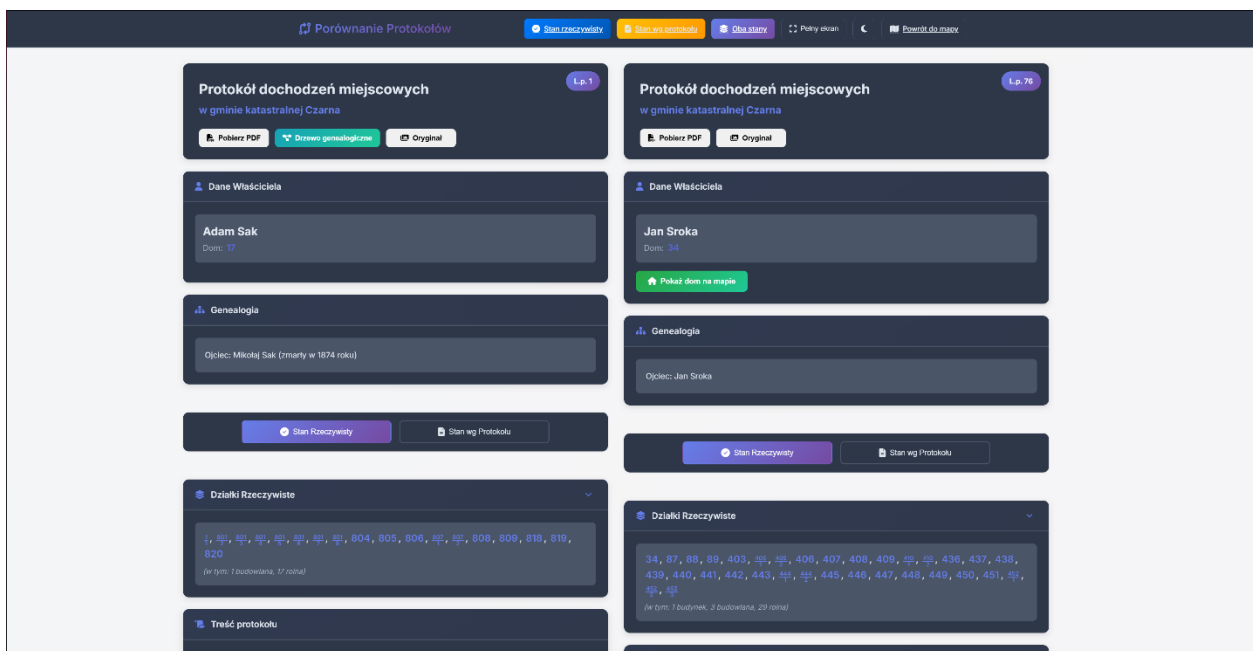 Porównanie Protokołów
Stan rzeczywisty
Stan wg protokołu
Oba stany
Pełny ekran
Powrót do mapy
Protokół dochodzeń miejscowych
L.p. 1
w gminie katastralnej Czarna
Pobierz PDF
Drzewo genealogiczne
Oryginał
Dane Właściciela
Adam Sak
Dom: 17
Genealogia
Ojciec: Mikołaj Sak (zmarły w 1874 roku)
Stan Rzeczywisty
Stan wg Protokołu
Działki Rzeczywiste
804, 805, 806, 808, 809, 818, 819,
820
(w tym: 1 budowlana, 17 rolna)
Treść protokołu
Protokół dochodzeń miejscowych
L.p. 76
w gminie katastralnej Czarna
Pobierz PDF
Oryginał
Dane Właściciela
Jan Sroka
Dom: 34
Pokaż dom na mapie
Genealogia
Ojciec: Jan Sroka
Stan Rzeczywisty
Stan wg Protokołu
Działki Rzeczywiste
34, 87, 88, 89, 403, 406, 407, 408, 409, 436, 437, 438,
439, 440, 441, 442, 443, 445, 446, 447, 448, 449, 450, 451,
(w tym: 1 budynek, 3 budowlana, 29 rolna)